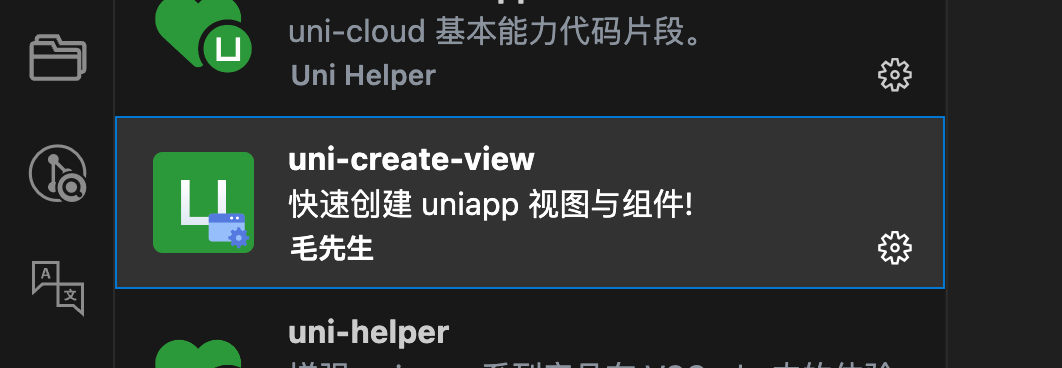 uni-cloud 基本能力代码片段。
Uni Helper
uni-create-view
快速创建 uniapp 视图与组件!
毛先生
A
文
uni-helper